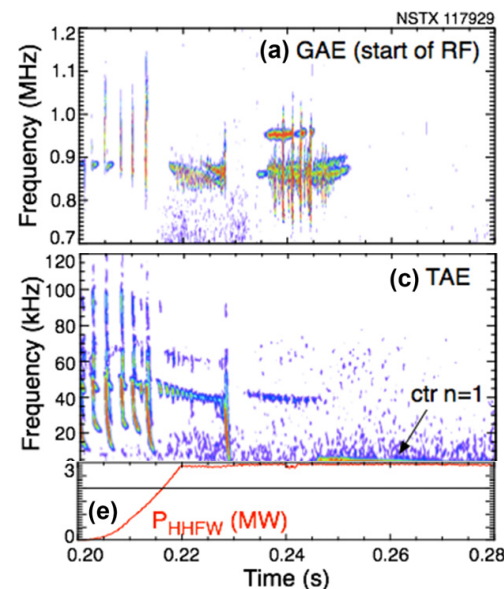 NSTX 117929
(a) GAE (start of RF)
Frequency (MHz)
1.2
1.1
1.0
0.9
0.8
0.7
(c) TAE
Frequency (kHz)
120
100
80
60
40
20
ctr n=1
3
0
(e)
P_HHFW (MW)
0.20 0.22 0.24 0.26 0.28
Time (s)